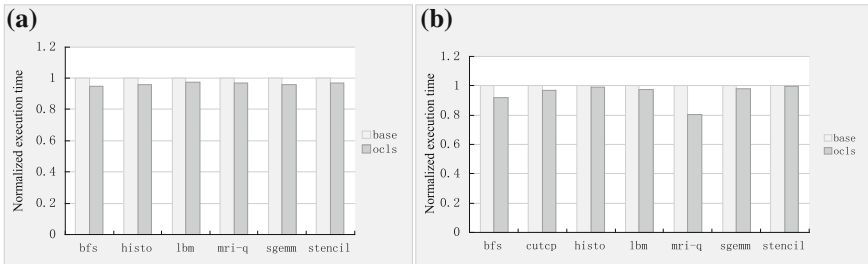 (a)
1.2
1
0.8
0.6
0.4
0.2
0
Normalized execution time
bfs histo lbm mri-q sgemm stencil
base
ocls
(b)
1.2
1
0.8
0.6
0.4
0.2
0
Normalized execution time
bfs cutcp histo lbm mri-q sgemm stencil
base
ocls